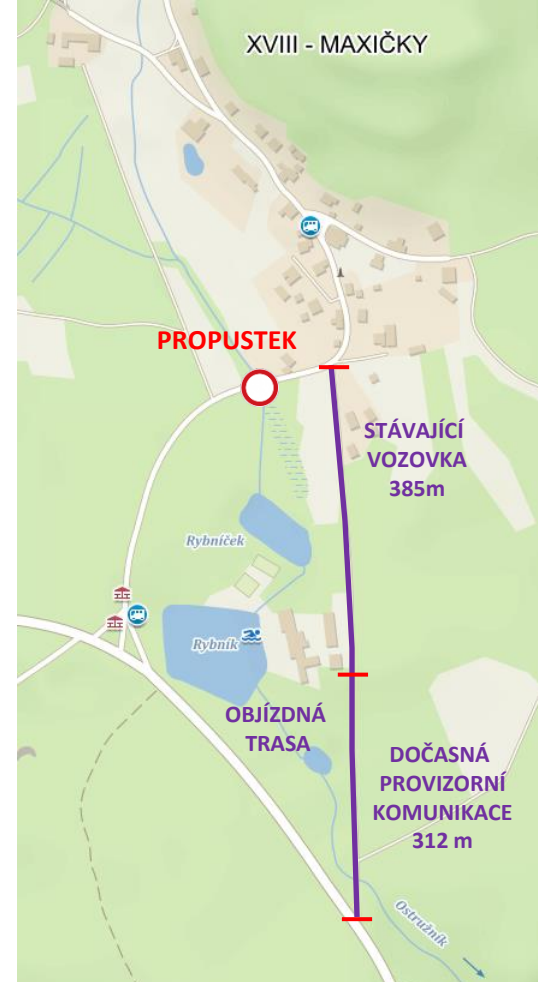 XVIII - MAXIČKY
PROPUSTEK
STÁVAJÍCÍ
VOZOVKA
385m
Rybníček
Rybník
OBJÍZDNÁ
TRASA
DOČASNÁ
PROVIZORNÍ
KOMUNIKACE
312 m
Ostružník